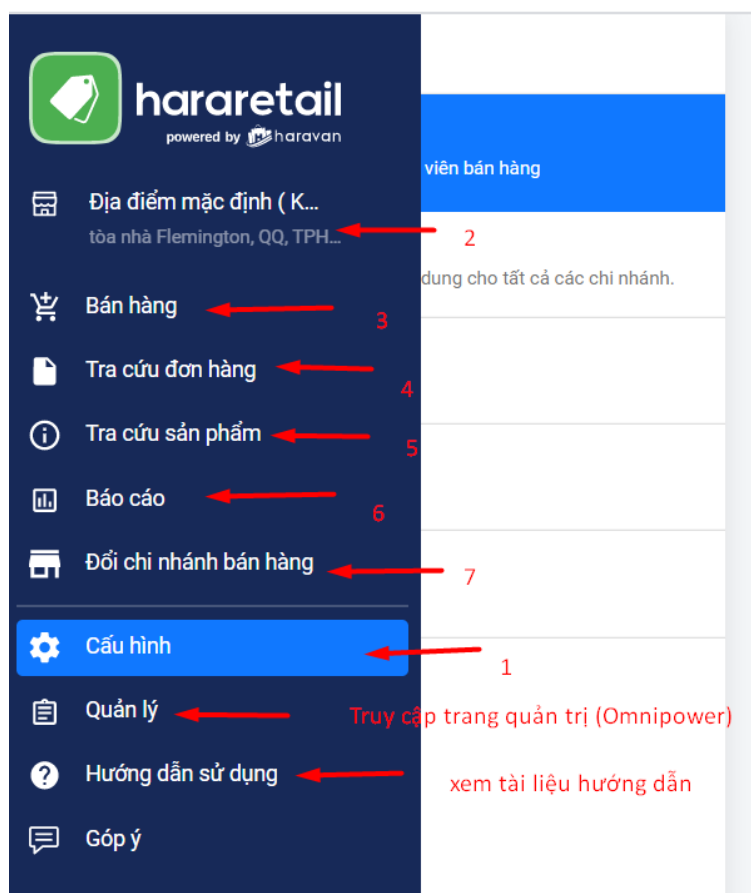 hararetail
powered by haravan
viên bán hàng
Địa điểm mặc định ( K...
tòa nhà Flemington, QQ, TPH...
2
dung cho tất cả các chi nhánh.
Bán hàng
3
Tra cứu đơn hàng
4
Tra cứu sản phẩm
5
Báo cáo
6
Đổi chi nhánh bán hàng
7
Cấu hình
1
Quản lý
Truy cập trang quản trị (Omnipower)
Hướng dẫn sử dụng
xem tài liệu hướng dẫn
Góp ý